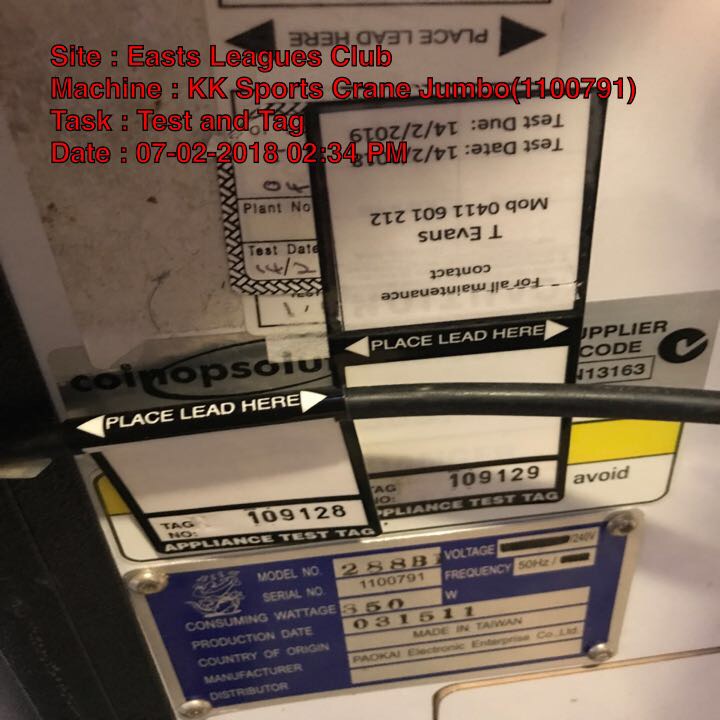 Site : Easts Leagues Club
Machine : KK Sports Crane Jumbo(1100791)
Task : Test and Tag
Date : 07-02-2018 02:34 PM
PLACE LEAD HERE
Test Due: 14/2/2019
Test Date: 14/2/2018
Mob 0411 601 212
T Evans
For all maintenance
contact
Plant No
Test Date
14/2
PLACE LEAD HERE
SUPPLIER
CODE
N13163
coinopsolu
PLACE LEAD HERE
TAG NO: 109129
APPLIANCE TEST TAG
avoid
TAG NO: 109128
APPLIANCE TEST TAG
MODEL NO. 288B
SERIAL NO. 1100791
CONSUMING WATTAGE 350 W
PRODUCTION DATE 031511
COUNTRY OF ORIGIN MADE IN TAIWAN
MANUFACTURER PAOKAI Electronic Enterprise Co.,Ltd.
DISTRIBUTOR
VOLTAGE /240V
FREQUENCY 50Hz /